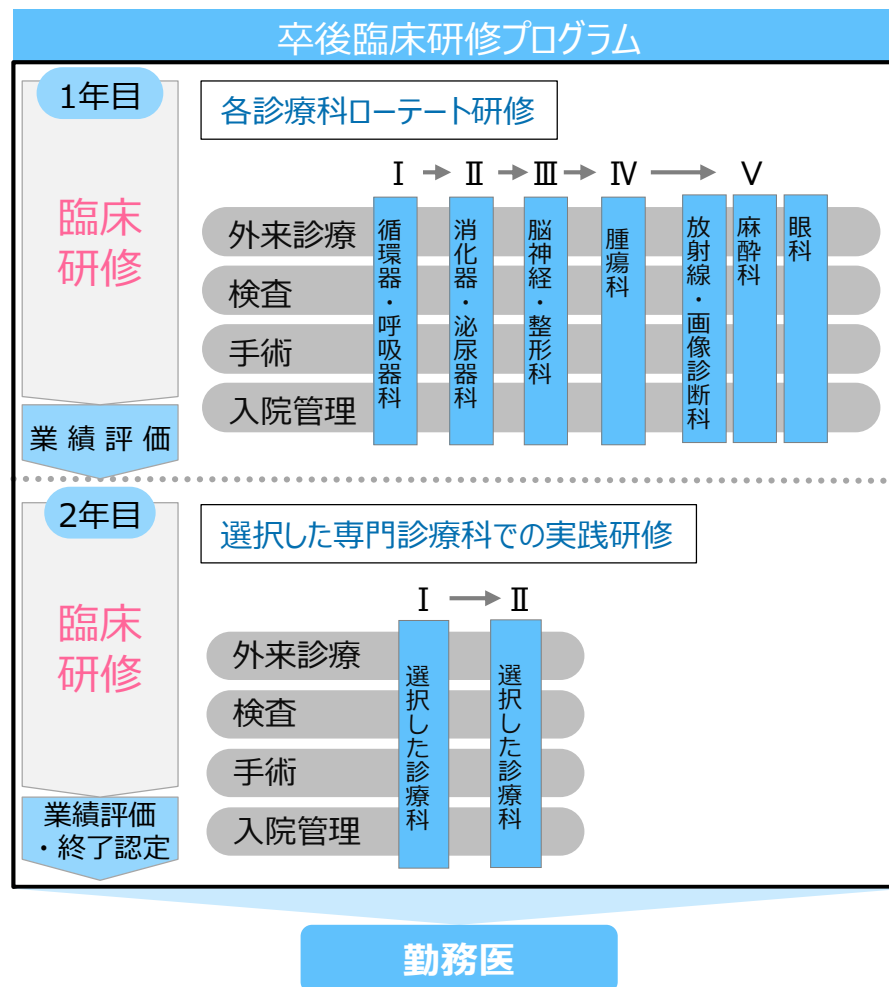 卒後臨床研修プログラム
1年目
各診療科ローテート研修
臨床
研修
Ⅰ → Ⅱ → Ⅲ → Ⅳ → Ⅴ
外来診療
検査
手術
入院管理
循環器・呼吸器科
消化器・泌尿器科
脳神経・整形科
腫瘍科
放射線・画像診断科
麻酔科
眼科
業績評価
2年目
選択した専門診療科での実践研修
臨床
研修
Ⅰ → Ⅱ
外来診療
検査
手術
入院管理
選択した診療科
選択した診療科
業績評価
・終了認定
勤務医